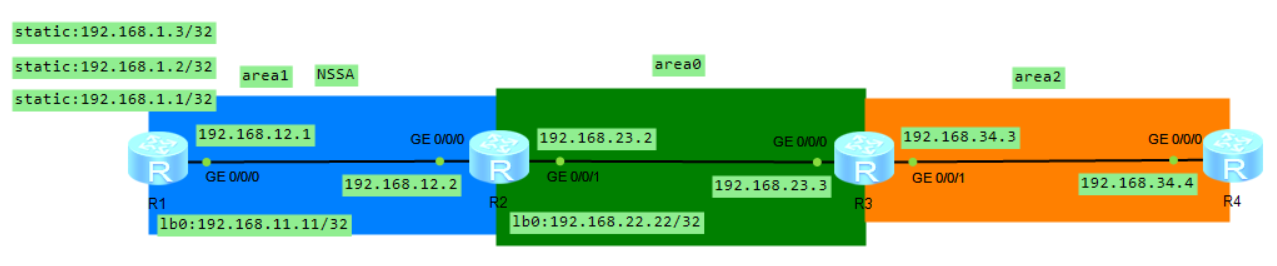 static:192.168.1.3/32
static:192.168.1.2/32
static:192.168.1.1/32
area1
NSSA
area0
area2
192.168.12.1
GE 0/0/0
192.168.23.2
GE 0/0/0
192.168.34.3
GE 0/0/0
GE 0/0/0
192.168.12.2
GE 0/0/1
192.168.23.3
GE 0/0/1
192.168.34.4
R
R
R
R
R1
R2
R3
R4
lb0:192.168.11.11/32
lb0:192.168.22.22/32